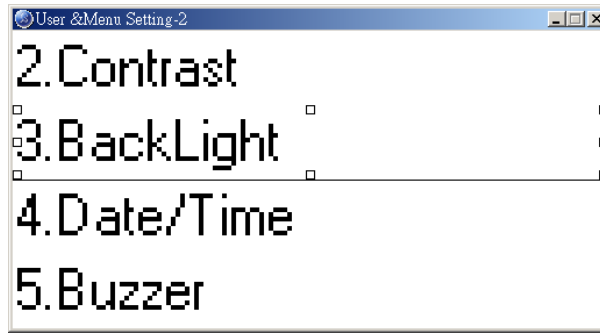 User &Menu Setting-2
2.Contrast
3.BackLight
4.Date/Time
5.Buzzer